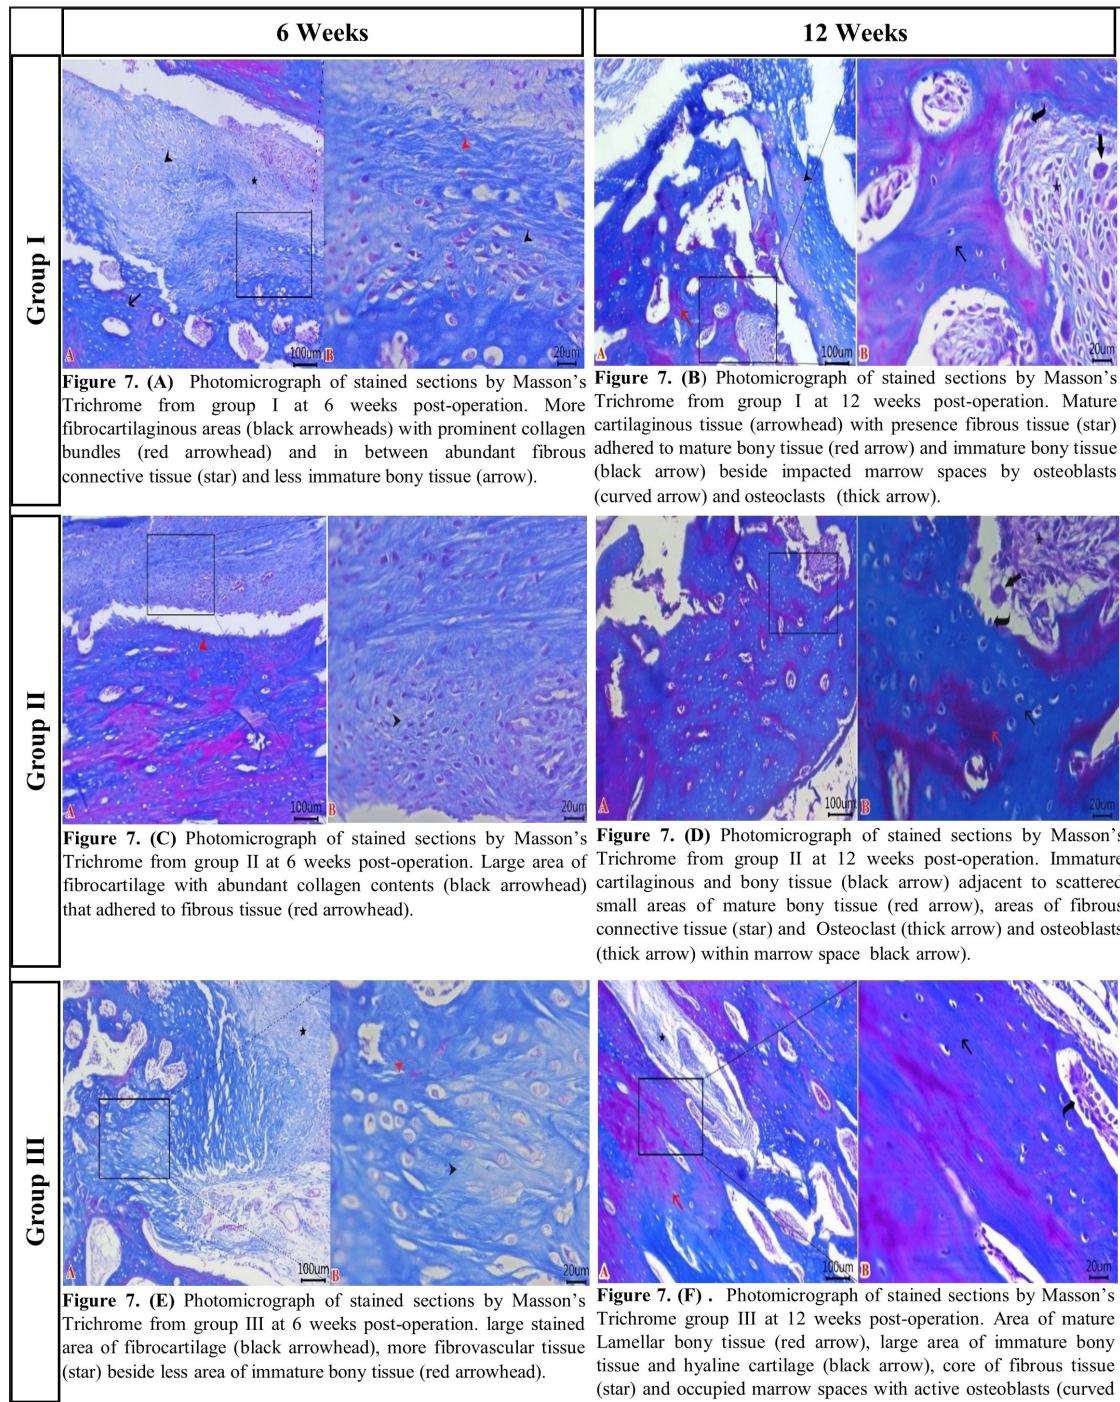 6 Weeks
12 Weeks
Group I
A
100um
B
20um
A
100um
B
20um
Figure 7. (A) Photomicrograph of stained sections by Masson's
Trichrome from group I at 6 weeks post-operation. More
fibrocartilaginous areas (black arrowheads) with prominent collagen
bundles (red arrowhead) and in between abundant fibrous
connective tissue (star) and less immature bony tissue (arrow).
Figure 7. (B) Photomicrograph of stained sections by Masson's
Trichrome from group I at 12 weeks post-operation. Mature
cartilaginous tissue (arrowhead) with presence fibrous tissue (star)
adhered to mature bony tissue (red arrow) and immature bony tissue
(black arrow) beside impacted marrow spaces by osteoblasts
(curved arrow) and osteoclasts (thick arrow).
Group II
A
100um
B
20um
A
100um
B
20um
Figure 7. (C) Photomicrograph of stained sections by Masson's
Trichrome from group II at 6 weeks post-operation. Large area of
fibrocartilage with abundant collagen contents (black arrowhead)
that adhered to fibrous tissue (red arrowhead).
Figure 7. (D) Photomicrograph of stained sections by Masson's
Trichrome from group II at 12 weeks post-operation. Immature
cartilaginous and bony tissue (black arrow) adjacent to scattered
small areas of mature bony tissue (red arrow), areas of fibrous
connective tissue (star) and Osteoclast (thick arrow) and osteoblasts
(thick arrow) within marrow space black arrow).
Group III
A
100um
B
20um
A
100um
B
20um
Figure 7. (E) Photomicrograph of stained sections by Masson's
Trichrome from group III at 6 weeks post-operation. large stained
area of fibrocartilage (black arrowhead), more fibrovascular tissue
(star) beside less area of immature bony tissue (red arrowhead).
Figure 7. (F) . Photomicrograph of stained sections by Masson's
Trichrome group III at 12 weeks post-operation. Area of mature
Lamellar bony tissue (red arrow), large area of immature bony
tissue and hyaline cartilage (black arrow), core of fibrous tissue
(star) and occupied marrow spaces with active osteoblasts (curved